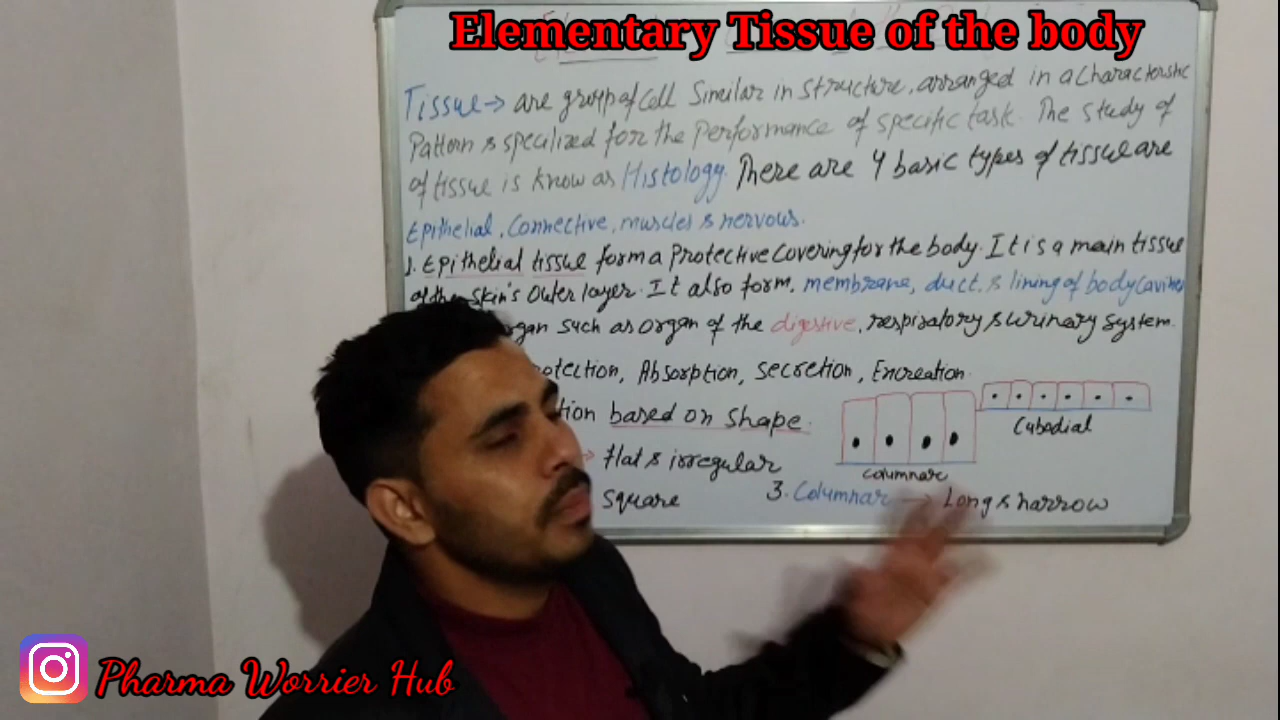 Elementary Tissue of the body
Tissue → are group of cell Similar in structure, arranged in a characteristic
Pattern & specilized for the Performance of specific task. The study of
of tissue is know as Histology. There are 4 basic types of tissue are
Epithelial, Connective, muscles & nervous.
1. Epithelial tissue form a Protective covering for the body. It is a main tissue
of the skin's outer layer. It also form, membrane, duct, & lining of body cavities
such as organ of the digestive, respiratory & urinary system.
Absorption, Secretion, Encreation
based on shape.
Cubodial
→ flat & irregular
Columnar
square
3. Columnar → Long & narrow
Pharma Worrier Hub